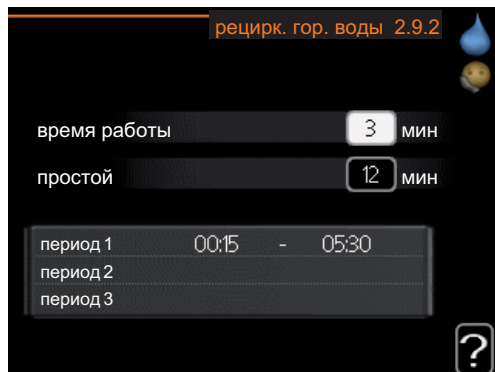 рецирк. гор. воды 2.9.2
время работы 3 мин
простой 12 мин
период 1 00:15 - 05:30
период 2
период 3
?